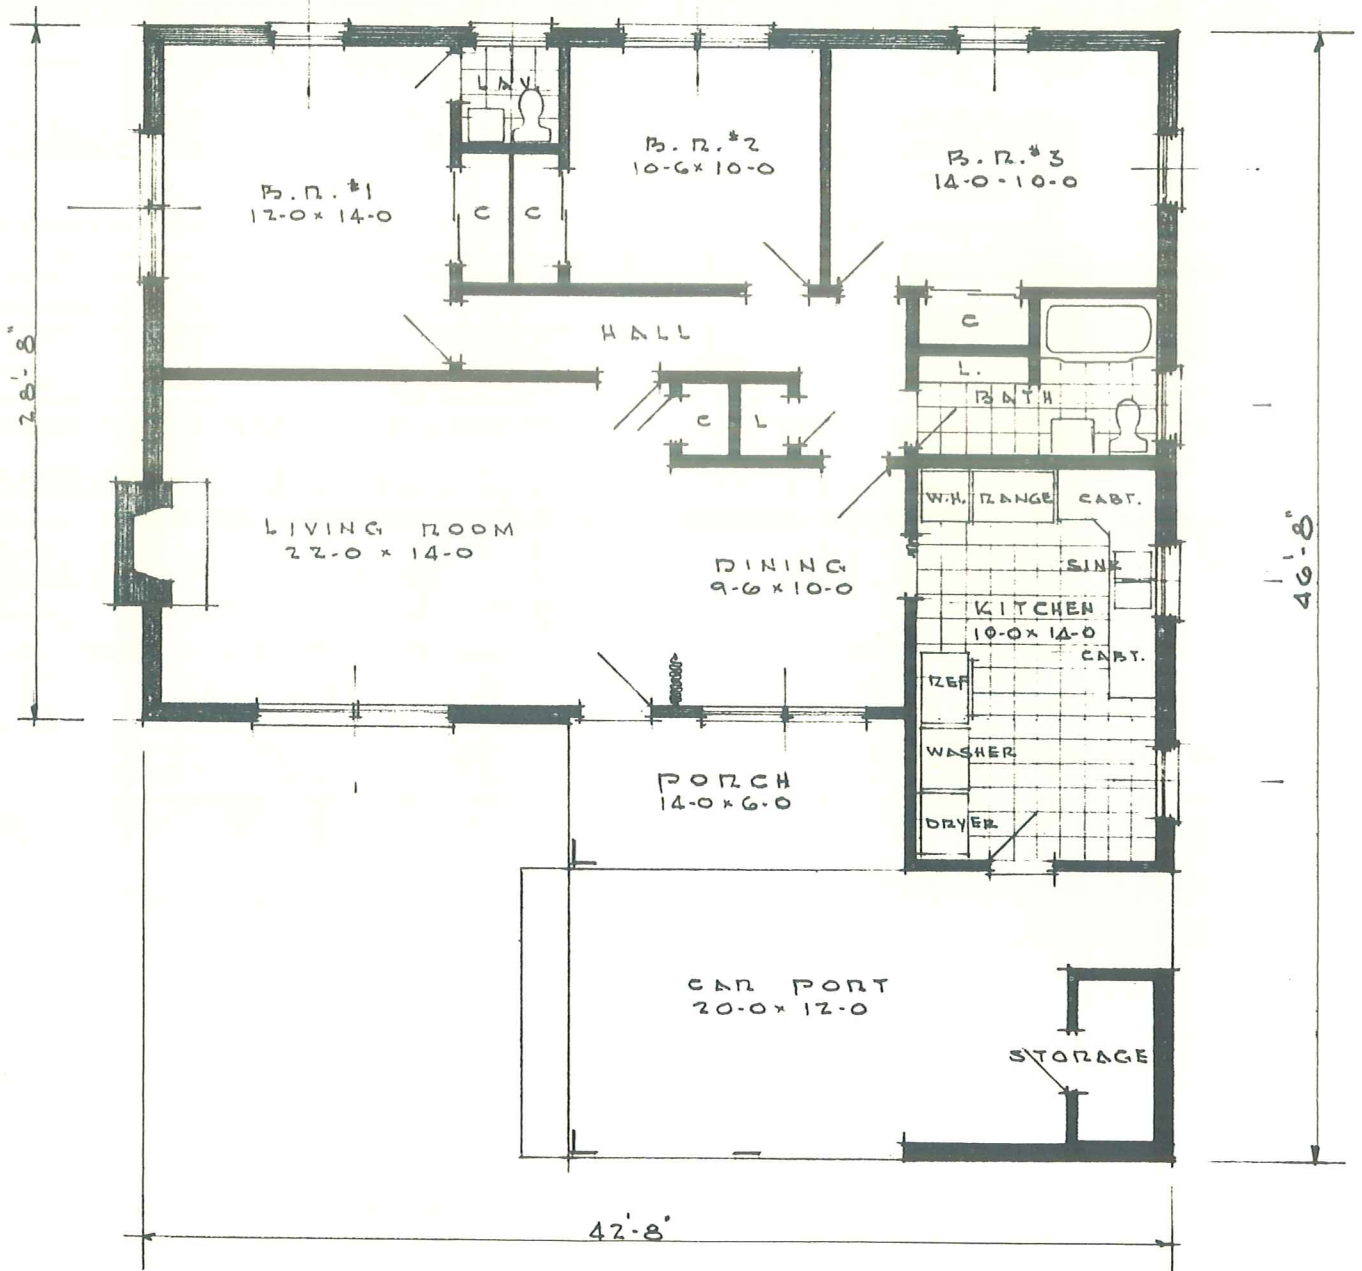 LAV.
B.R.#2
10-6 x 10-0
B.R.#3
14-0-10-0
B.R.#1
12-0 x 14-0
C
C
HALL
C
L.
BATH
28'-8"
C
L
W.H.
RANGE
CABT.
LIVING ROOM
22-0 x 14-0
DINING
9-6 x 10-0
SINK
46'-8"
KITCHEN
10-0 x 14-0
CABT.
REF
WASHER
PORCH
14-0 x 6-0
DRYER
CAR PORT
20-0 x 12-0
STORAGE
42'-8"